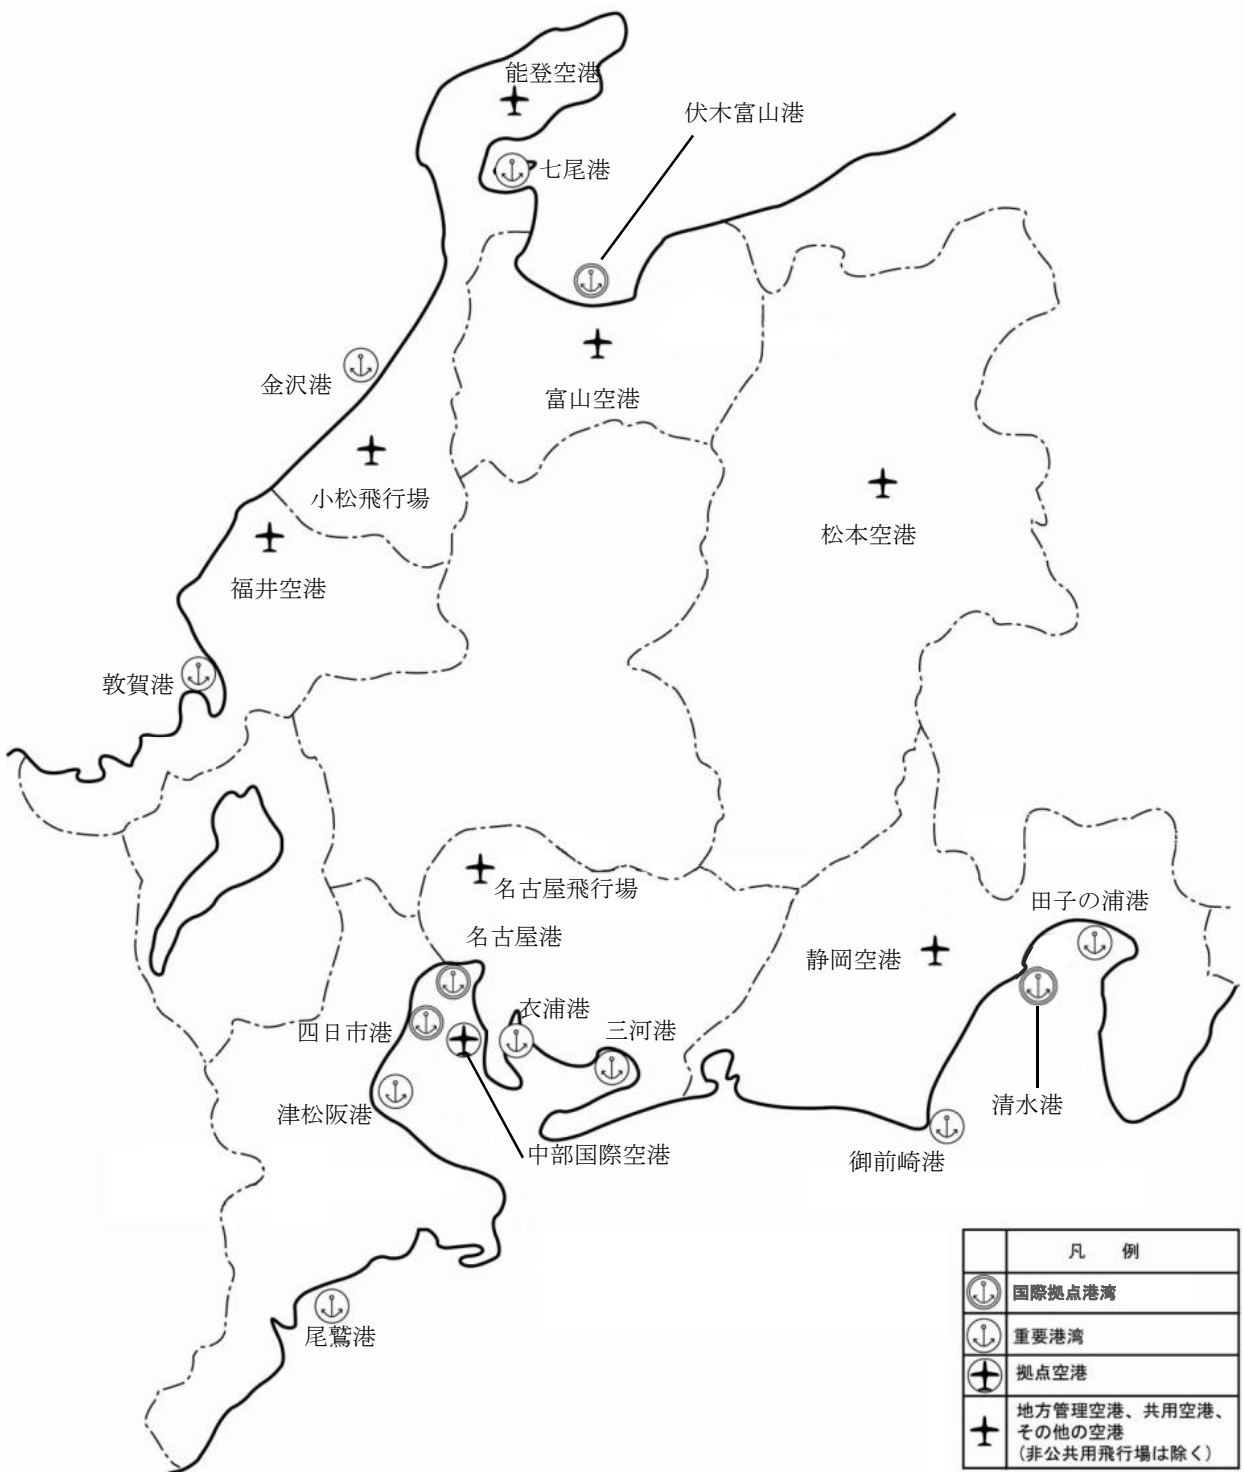 能登空港
伏木富山港
七尾港
金沢港
富山空港
小松飛行場
松本空港
福井空港
敦賀港
名古屋飛行場
田子の浦港
名古屋港
静岡空港
四日市港
衣浦港
三河港
津松阪港
清水港
中部国際空港
御前崎港
尾鷲港
凡 例
国際拠点港湾
重要港湾
拠点空港
地方管理空港、共用空港、
その他の空港
(非公共用飛行場は除く)